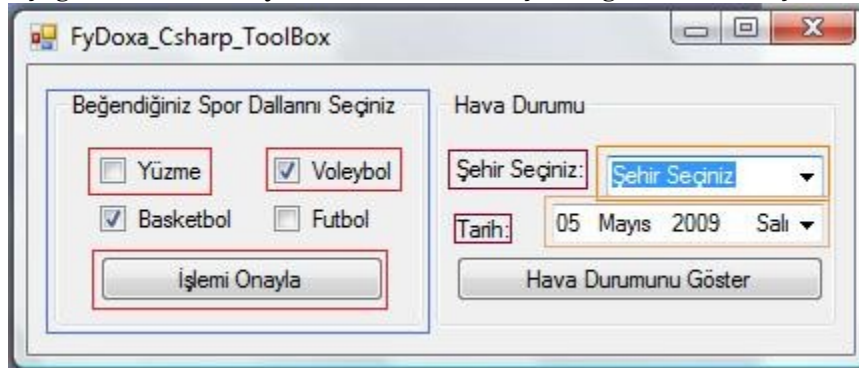 FyDoxa_Csharp_ToolBox
Beğendiğiniz Spor Dallarını Seçiniz
Yüzme
Voleybol
Basketbol
Futbol
İşlemi Onayla
Hava Durumu
Şehir Seçiniz:
Şehir Seçiniz
Tarih:
05 Mayıs 2009 Salı
Hava Durumunu Göster